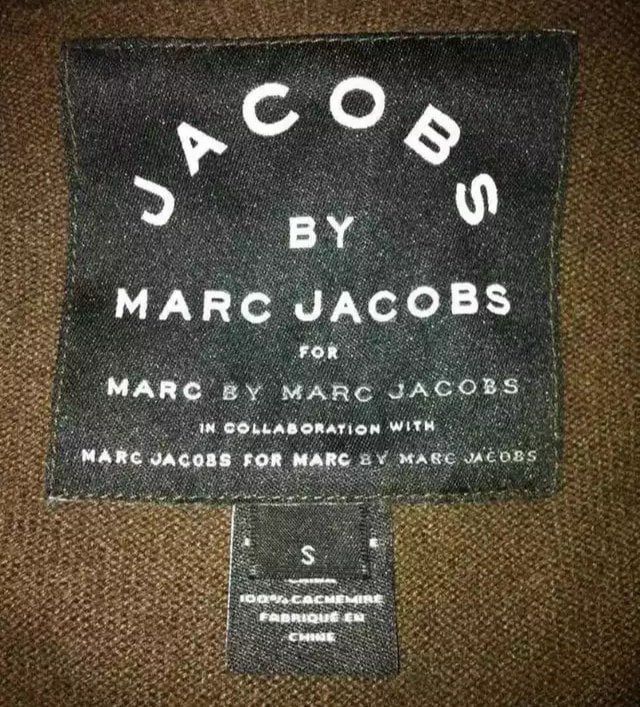 JACOBS
BY
MARC JACOBS
FOR
MARC BY MARC JACOBS
IN COLLABORATION WITH
MARC JACOBS FOR MARC BY MARC JACOBS
S
100% CACHEMIRE
FABRIQUÉ EN
CHINE